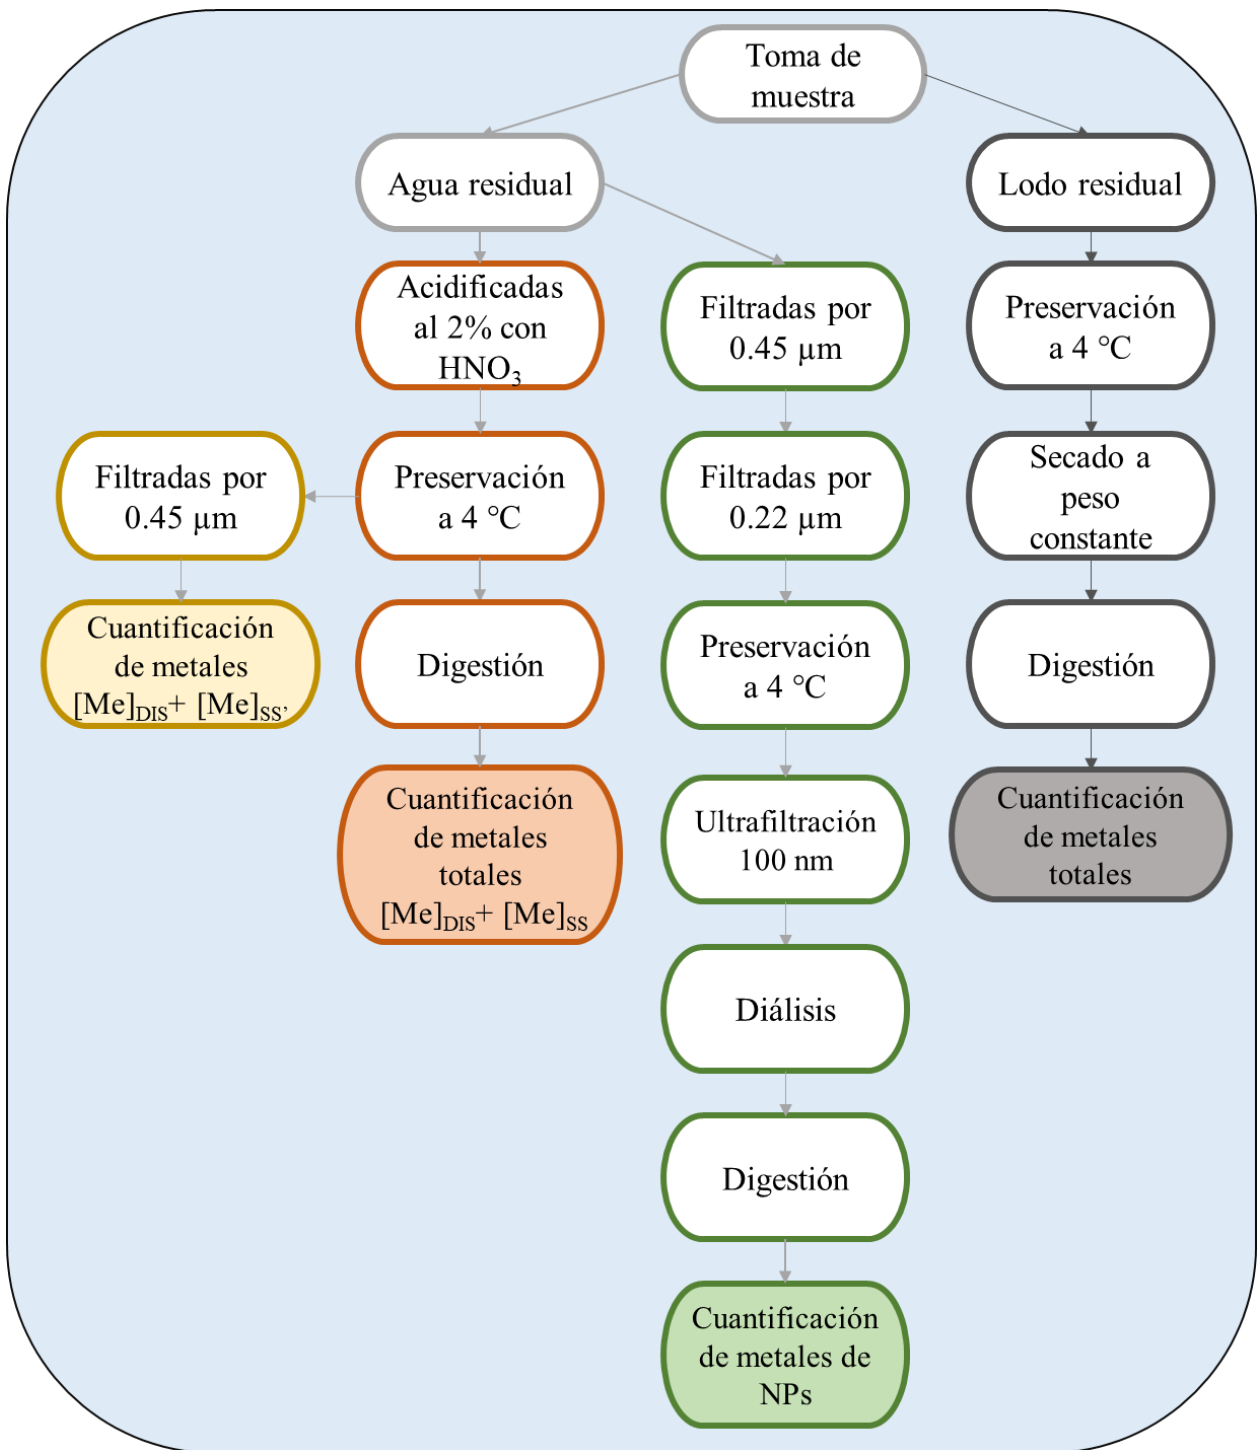 Toma de
muestra
Agua residual
Lodo residual
Acidificadas
al 2% con
HNO₃
Filtradas por
0.45 µm
Preservación
a 4 °C
Filtradas por
0.45 µm
Preservación
a 4 °C
Filtradas por
0.22 µm
Secado a
peso
constante
Cuantificación
de metales
[Me]DIS+ [Me]SS’
Digestión
Preservación
a 4 °C
Digestión
Cuantificación
de metales
totales
[Me]DIS+ [Me]SS
Ultrafiltración
100 nm
Cuantificación
de metales
totales
Diálisis
Digestión
Cuantificación
de metales de
NPs